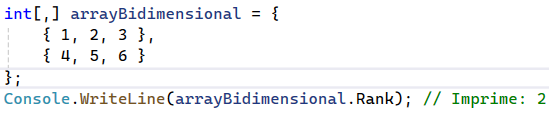 int[,] arrayBidimensional = {
    { 1, 2, 3 },
    { 4, 5, 6 }
};
Console.WriteLine(arrayBidimensional.Rank); // Imprime: 2